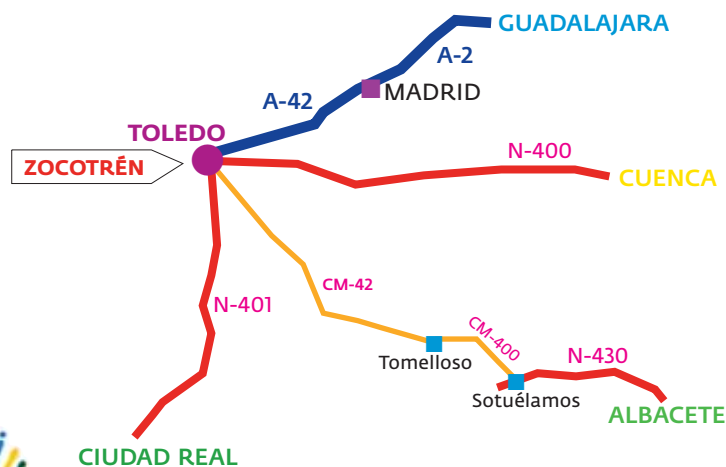 GUADALAJARA
A-2
MADRID
A-42
TOLEDO
N-400
ZOCOTRÉN
CUENCA
CM-42
N-401
CM-400
N-430
Tomelloso
Sotuélamos
ALBACETE
CIUDAD REAL